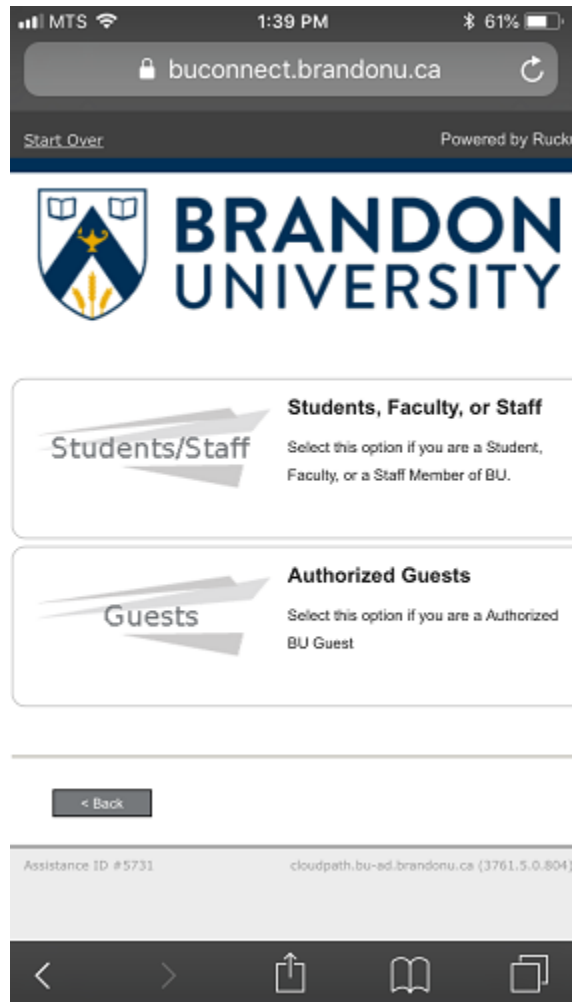 MTS 1:39 PM 61%
buconnect.brandonu.ca
Start Over Powered by Ruck
BRANDON
UNIVERSITY
Students/Staff
Students, Faculty, or Staff
Select this option if you are a Student,
Faculty, or a Staff Member of BU.
Guests
Authorized Guests
Select this option if you are a Authorized
BU Guest
< Back
Assistance ID #5731 cloudpath.bu-ad.brandonu.ca (3761.5.0.804)